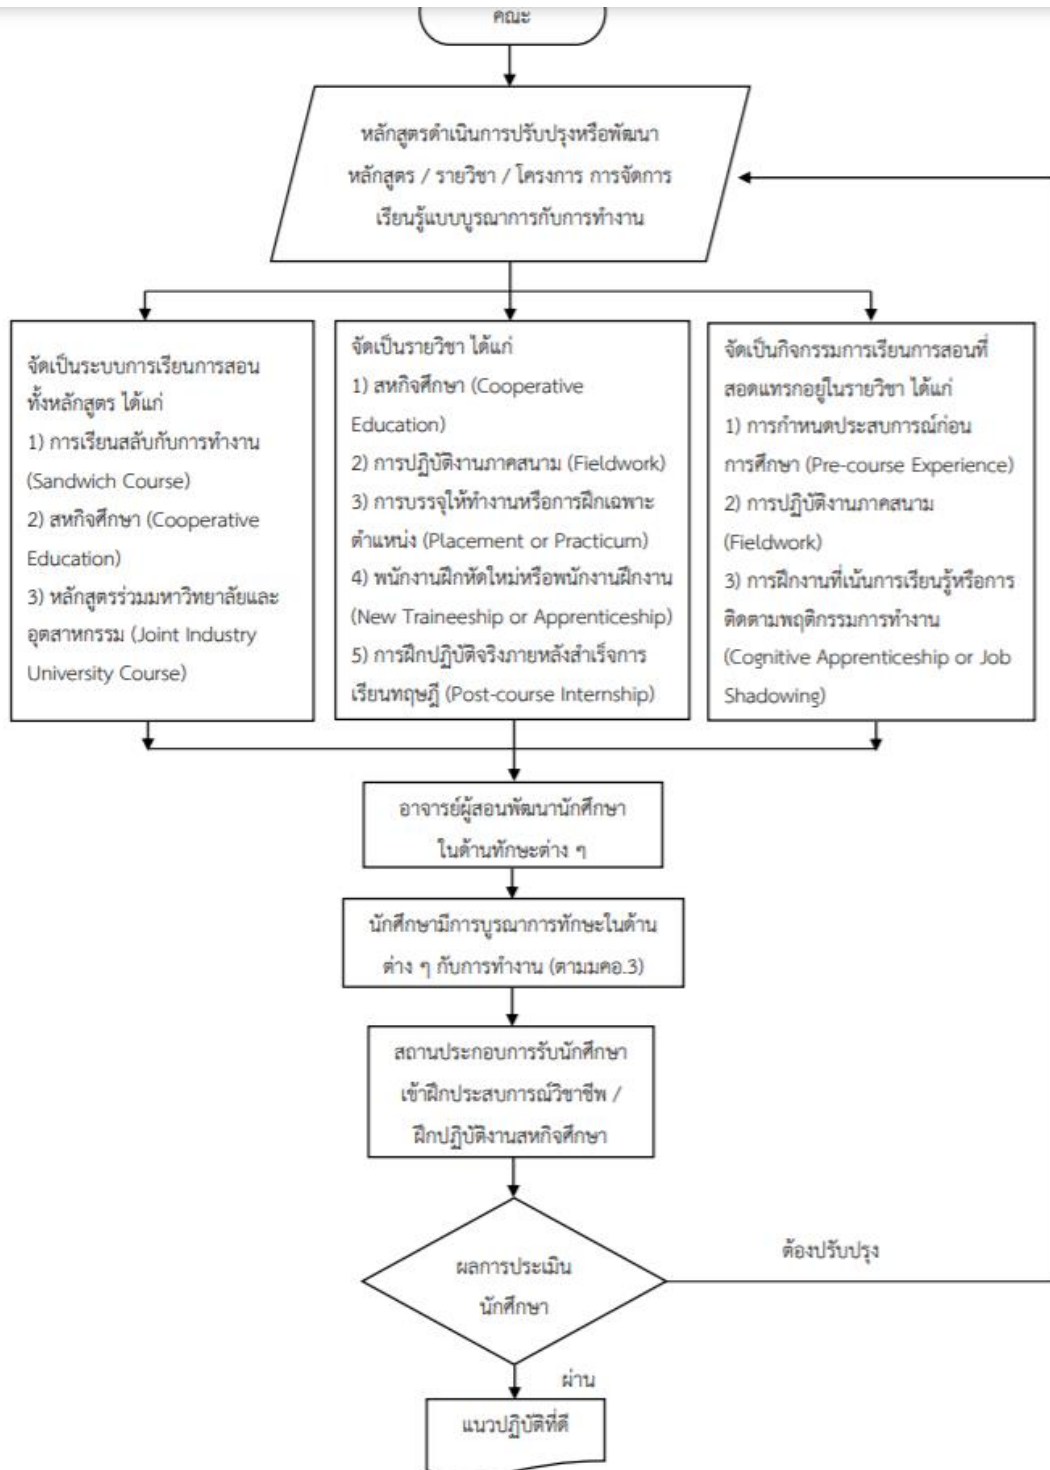 คณะ
หลักสูตรดำเนินการปรับปรุงหรือพัฒนา
หลักสูตร / รายวิชา / โครงการ การจัดการ
เรียนรู้แบบบูรณาการกับการทำงาน
จัดเป็นระบบการเรียนการสอน
ทั้งหลักสูตร ได้แก่
1) การเรียนสลับกับการทำงาน
(Sandwich Course)
2) สหกิจศึกษา (Cooperative
Education)
3) หลักสูตรร่วมมหาวิทยาลัยและ
อุตสาหกรรม (Joint Industry
University Course)
จัดเป็นรายวิชา ได้แก่
1) สหกิจศึกษา (Cooperative
Education)
2) การปฏิบัติงานภาคสนาม (Fieldwork)
3) การบรรจุให้ทำงานหรือการฝึกเฉพาะ
ตำแหน่ง (Placement or Practicum)
4) พนักงานฝึกหัดใหม่หรือพนักงานฝึกงาน
(New Traineeship or Apprenticeship)
5) การฝึกปฏิบัติจริงภายหลังสำเร็จการ
เรียนทฤษฎี (Post-course Internship)
จัดเป็นกิจกรรมการเรียนการสอนที่
สอดแทรกอยู่ในรายวิชา ได้แก่
1) การกำหนดประสบการณ์ก่อน
การศึกษา (Pre-course Experience)
2) การปฏิบัติงานภาคสนาม
(Fieldwork)
3) การฝึกงานที่เน้นการเรียนรู้หรือการ
ติดตามพฤติกรรมการทำงาน
(Cognitive Apprenticeship or Job
Shadowing)
อาจารย์ผู้สอนพัฒนานักศึกษา
ในด้านทักษะต่าง ๆ
นักศึกษามีการบูรณาการทักษะในด้าน
ต่าง ๆ กับการทำงาน (ตามมคอ.3)
สถานประกอบการรับนักศึกษา
เข้าฝึกประสบการณ์วิชาชีพ /
ฝึกปฏิบัติงานสหกิจศึกษา
ผลการประเมิน
นักศึกษา
ต้องปรับปรุง
ผ่าน
แนวปฏิบัติที่ดี